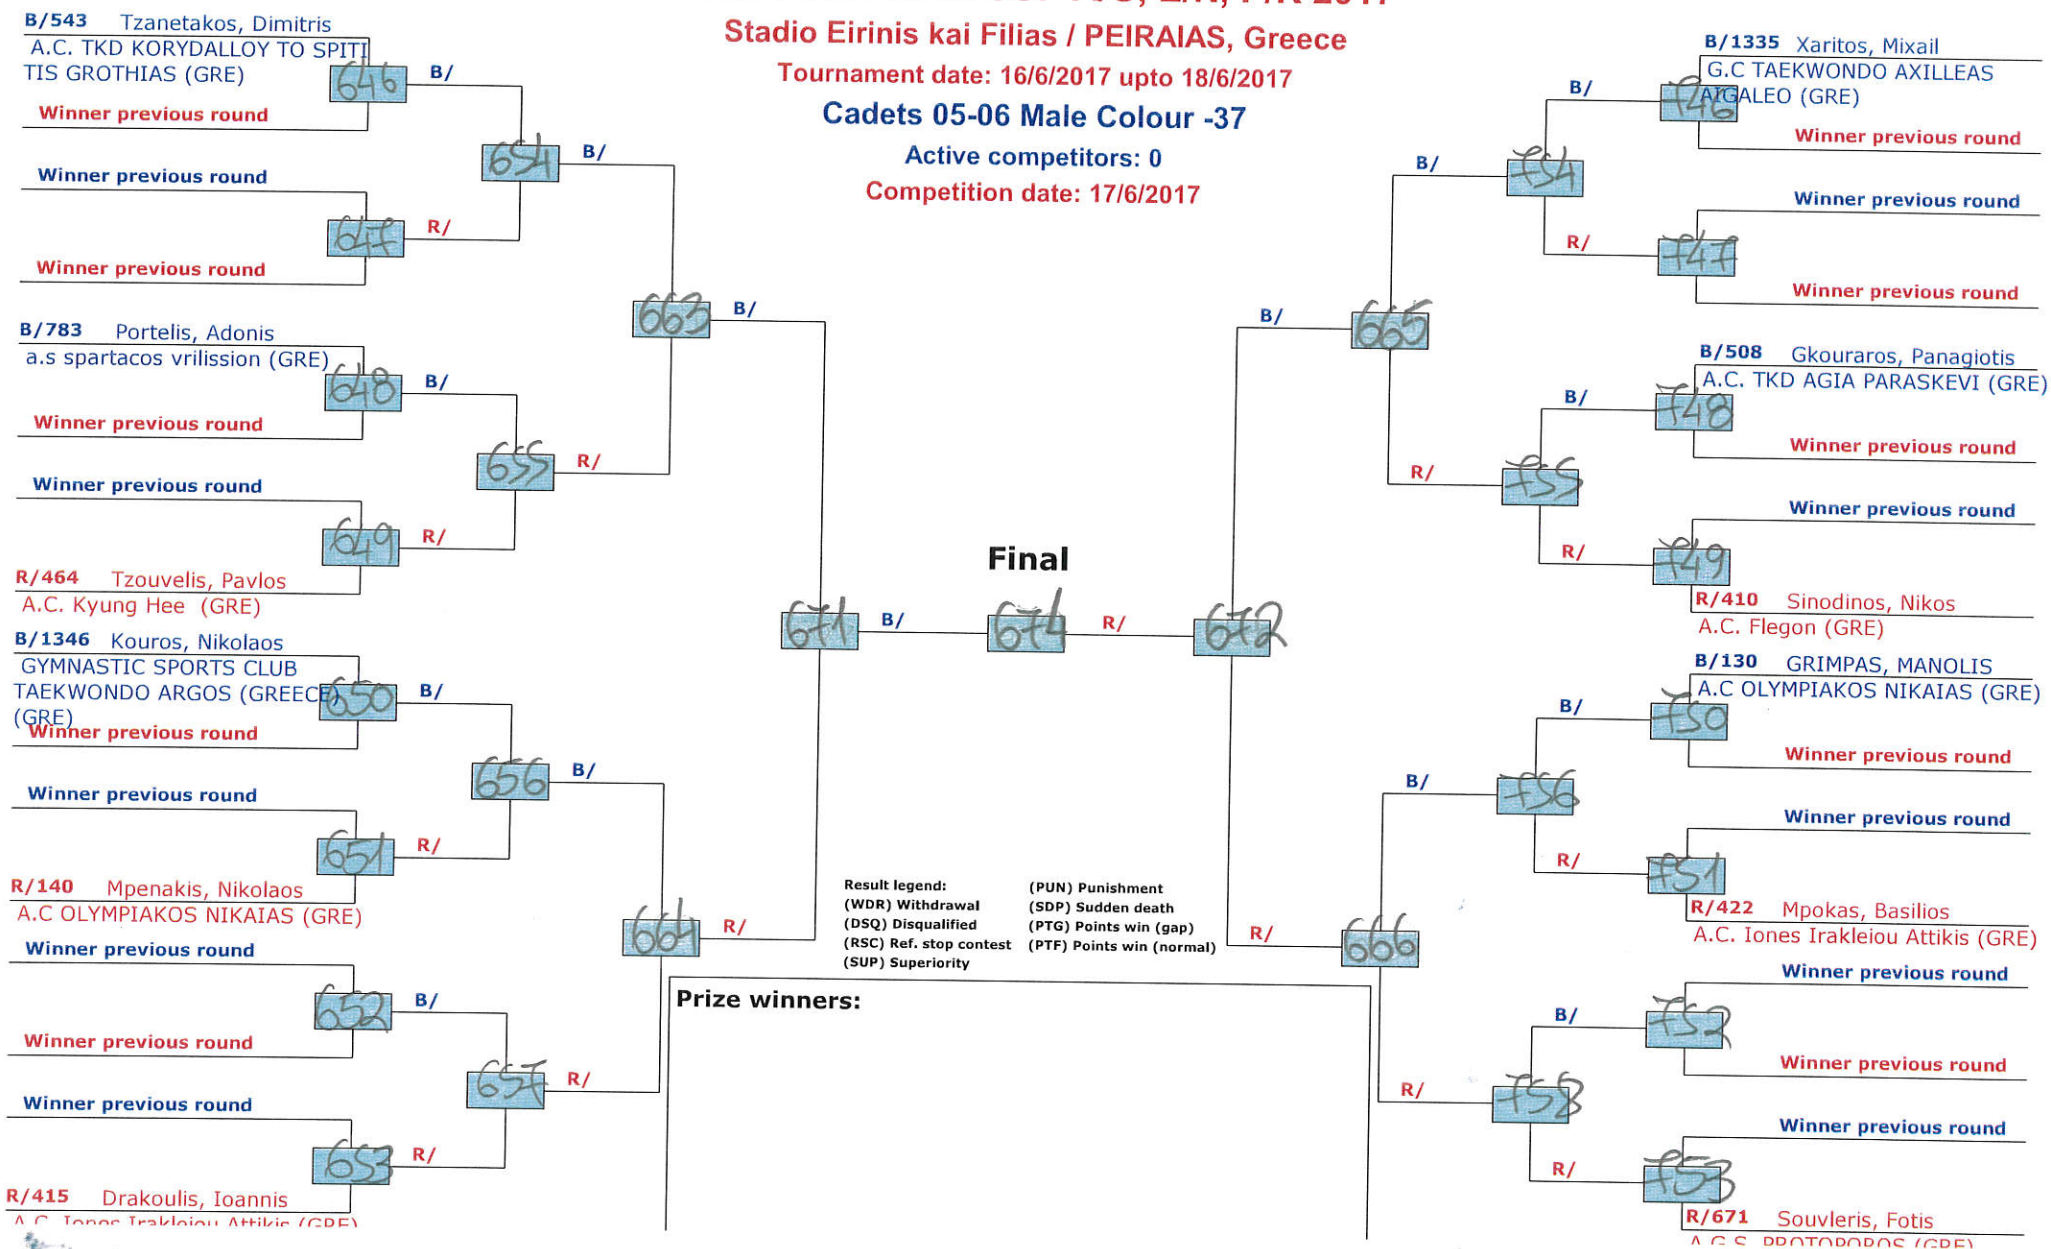 Stadio Eirinis kai Filias / PEIRAIAS, Greece
Tournament date: 16/6/2017 upto 18/6/2017
Cadets 05-06 Male Colour -37
Active competitors: 0
Competition date: 17/6/2017
B/543 Tzanetakos, Dimitris
A.C. TKD KORYDALLOY TO SPITI
TIS GROTHIAS (GRE)
646
B/
Winner previous round
654
B/
Winner previous round
647
R/
Winner previous round
663
B/
B/783 Portelis, Adonis
a.s spartacos vrilission (GRE)
648
B/
Winner previous round
655
R/
Winner previous round
649
R/
R/464 Tzouvelis, Pavlos
A.C. Kyung Hee (GRE)
671
B/
B/1346 Kouros, Nikolaos
GYMNASTIC SPORTS CLUB
TAEKWONDO ARGOS (GREECE)
(GRE)
650
B/
Winner previous round
656
B/
Winner previous round
651
R/
R/140 Mpenakis, Nikolaos
A.C OLYMPIAKOS NIKAIAS (GRE)
664
R/
Winner previous round
652
B/
Winner previous round
657
R/
Winner previous round
653
R/
R/415 Drakoulis, Ioannis
A.C. Iones Irakleiou Attikis (GRE)
Final
674
R/
672
B/1335 Xaritos, Mixail
G.C TAEKWONDO AXILLEAS
AIGALEO (GRE)
B/
746
Winner previous round
B/
754
Winner previous round
R/
747
Winner previous round
B/
665
B/508 Gkouraros, Panagiotis
A.C. TKD AGIA PARASKEVI (GRE)
B/
748
Winner previous round
R/
755
Winner previous round
R/
749
R/410 Sinodinos, Nikos
A.C. Flegon (GRE)
B/130 GRIMPAS, MANOLIS
A.C OLYMPIAKOS NIKAIAS (GRE)
B/
750
Winner previous round
B/
756
Winner previous round
R/
751
R/422 Mpokas, Basilios
A.C. Iones Irakleiou Attikis (GRE)
R/
666
Winner previous round
B/
752
Winner previous round
R/
Winner previous round
R/
753
R/671 Souvleris, Fotis
A.G.S. PROTOPOROS (GRE)
Result legend:
(WDR) Withdrawal
(DSQ) Disqualified
(RSC) Ref. stop contest
(SUP) Superiority
(PUN) Punishment
(SDP) Sudden death
(PTG) Points win (gap)
(PTF) Points win (normal)
Prize winners: